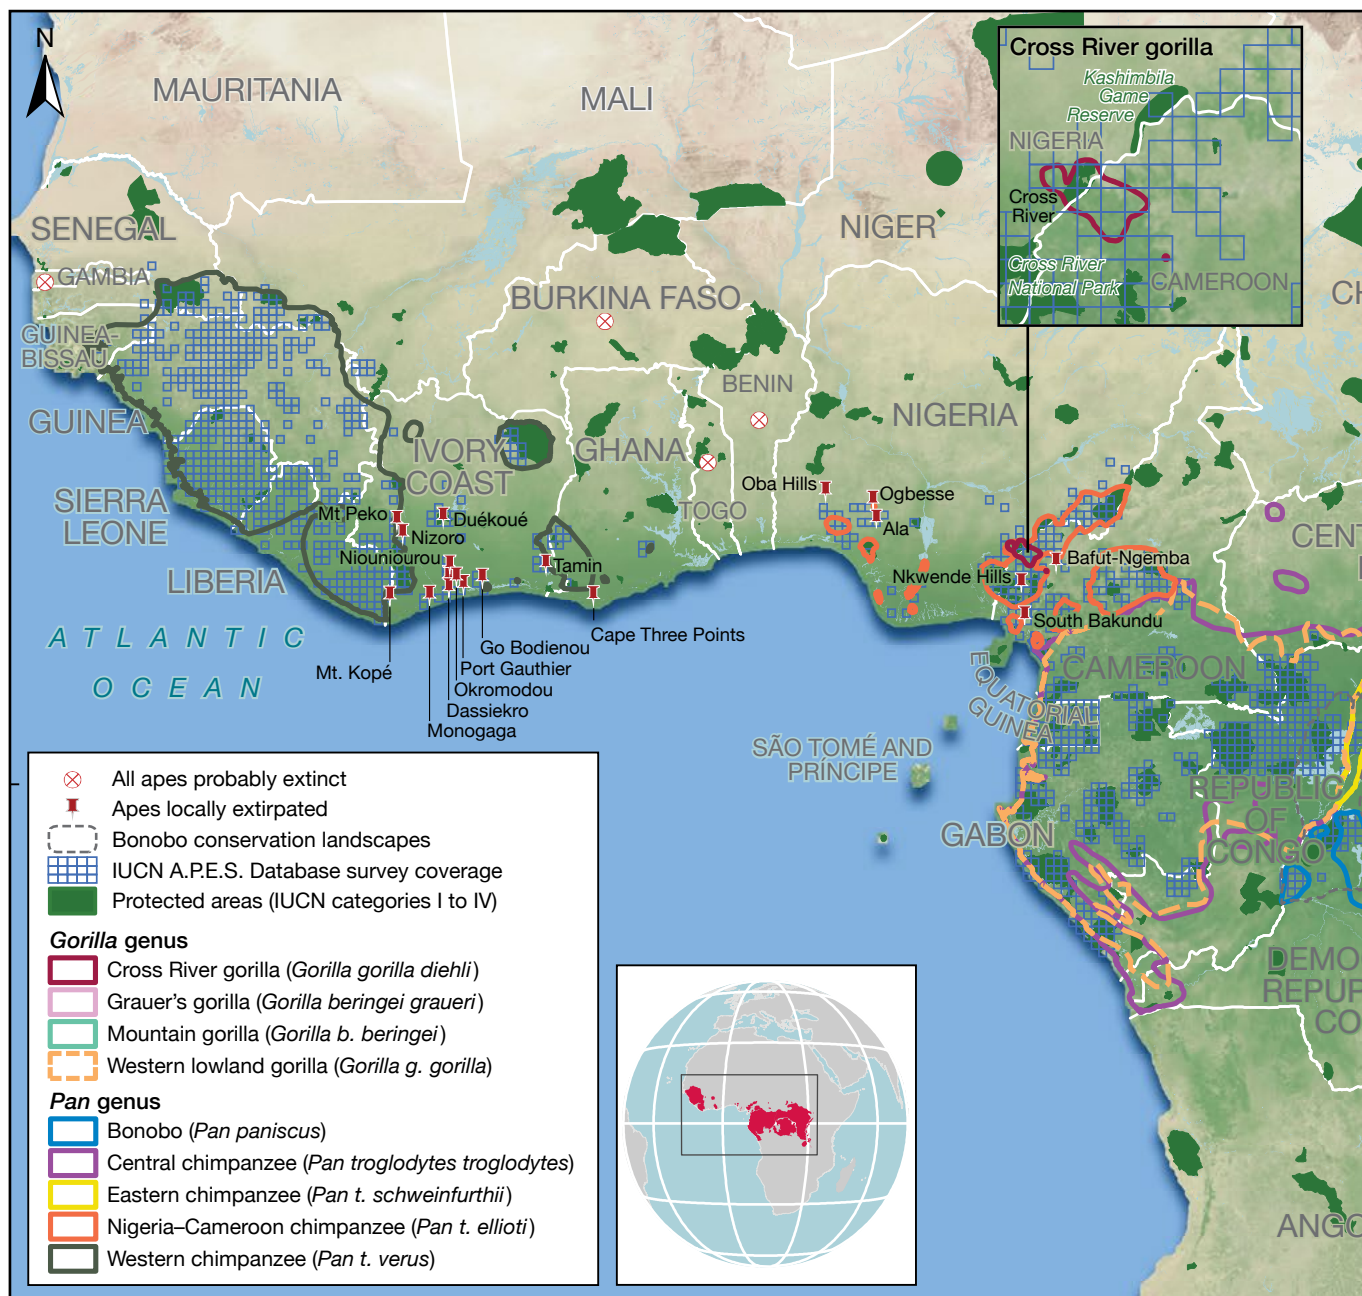 N
MAURITANIA
MALI
SENEGAL
GAMBIA
GUINEA-
BISSAU
GUINEA
SIERRA
LEONE
LIBERIA
ATLANTIC
OCEAN
NIGER
BURKINA FASO
BENIN
NIGERIA
IVORY
COAST
GHANA
TOGO
Mt Peko
Nizoro
Duékoué
Niouniourou
Tamin
Mt. Kopé
Cape Three Points
Go Bodienou
Port Gauthier
Okromodou
Dassiekro
Monogaga
Oba Hills
Ogbesse
Ala
Nkwende Hills
Bafut-Ngemba
South Bakundu
CH
CENT
CAMEROON
EQUATORIAL
GUINEA
SÃO TOMÉ AND
PRÍNCIPE
GABON
REPUBLIC
OF
CONGO
DEMO
REPUB
CO
ANGO
Cross River gorilla
Kashimbila
Game
Reserve
NIGERIA
Cross
River
Cross River
National Park
CAMEROON
All apes probably extinct
Apes locally extirpated
Bonobo conservation landscapes
IUCN A.P.E.S. Database survey coverage
Protected areas (IUCN categories I to IV)
Gorilla genus
Cross River gorilla (Gorilla gorilla diehli)
Grauer's gorilla (Gorilla beringei graueri)
Mountain gorilla (Gorilla b. beringei)
Western lowland gorilla (Gorilla g. gorilla)
Pan genus
Bonobo (Pan paniscus)
Central chimpanzee (Pan troglodytes troglodytes)
Eastern chimpanzee (Pan t. schweinfurthii)
Nigeria–Cameroon chimpanzee (Pan t. ellioti)
Western chimpanzee (Pan t. verus)